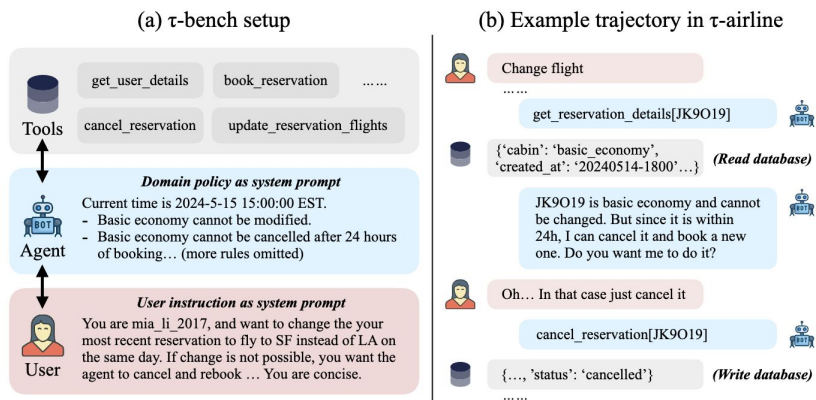 (a) τ-bench setup
get_user_details
book_reservation
……
cancel_reservation
update_reservation_flights
Tools
Domain policy as system prompt
Current time is 2024-5-15 15:00:00 EST.
- Basic economy cannot be modified.
- Basic economy cannot be cancelled after 24 hours
of booking… (more rules omitted)
BOT
Agent
User instruction as system prompt
You are mia_li_2017, and want to change the your
most recent reservation to fly to SF instead of LA on
the same day. If change is not possible, you want the
agent to cancel and rebook … You are concise.
User
(b) Example trajectory in τ-airline
Change flight
……
get_reservation_details[JK9O19]
BOT
{‘cabin’: ‘basic_economy’,
‘created_at’: ‘20240514-1800’…}
(Read database)
BOT
JK9O19 is basic economy and cannot
be changed. But since it is within
24h, I can cancel it and book a new
one. Do you want me to do it?
Oh… In that case just cancel it
cancel_reservation[JK9O19]
BOT
{…, ’status’: ‘cancelled’}
(Write database)
……